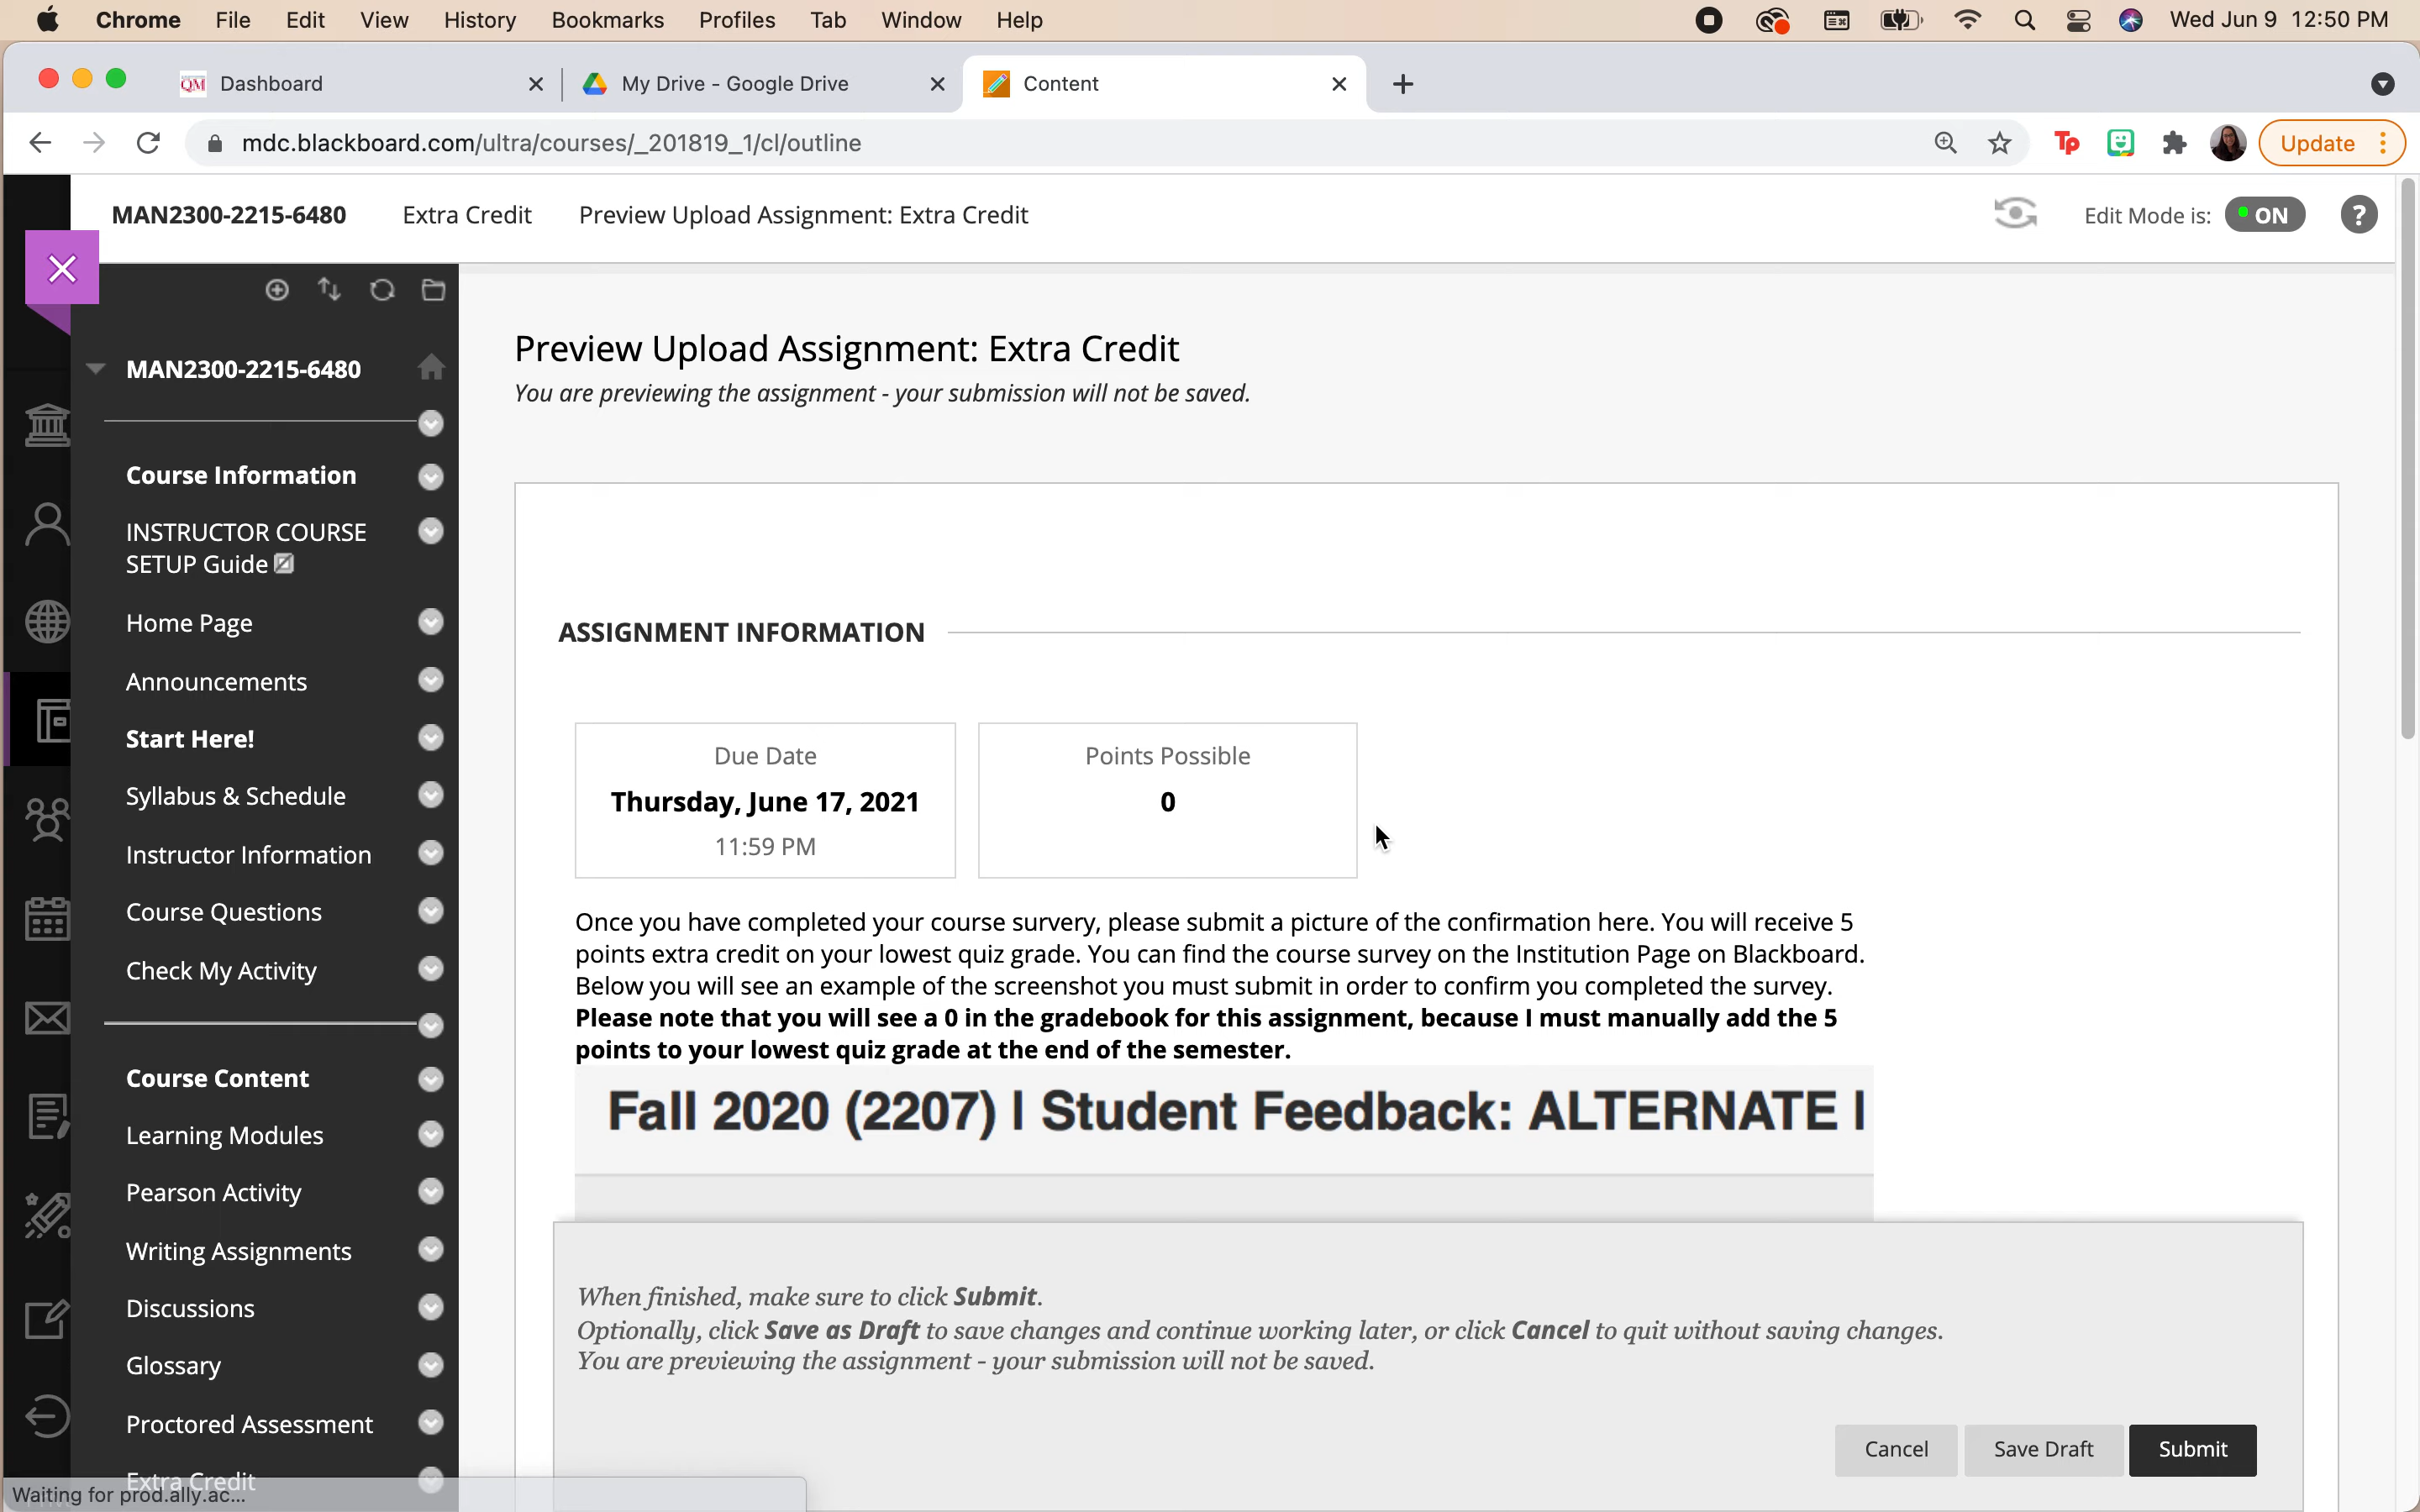 Chrome File Edit View History Bookmarks Profiles Tab Window Help Wed Jun 9 12:50 PM
QM Dashboard My Drive - Google Drive Content
mdc.blackboard.com/ultra/courses/_201819_1/cl/outline Tp Update
MAN2300-2215-6480 Extra Credit Preview Upload Assignment: Extra Credit Edit Mode is: ON ?
MAN2300-2215-6480
Course Information
INSTRUCTOR COURSE
SETUP Guide
Home Page
Announcements
Start Here!
Syllabus & Schedule
Instructor Information
Course Questions
Check My Activity
Course Content
Learning Modules
Pearson Activity
Writing Assignments
Discussions
Glossary
Proctored Assessment
Extra Credit
Waiting for prod.ally.ac...
Preview Upload Assignment: Extra Credit
You are previewing the assignment - your submission will not be saved.
ASSIGNMENT INFORMATION
Due Date
Thursday, June 17, 2021
11:59 PM
Points Possible
0
Once you have completed your course survery, please submit a picture of the confirmation here. You will receive 5
points extra credit on your lowest quiz grade. You can find the course survey on the Institution Page on Blackboard.
Below you will see an example of the screenshot you must submit in order to confirm you completed the survey.
Please note that you will see a 0 in the gradebook for this assignment, because I must manually add the 5
points to your lowest quiz grade at the end of the semester.
Fall 2020 (2207) | Student Feedback: ALTERNATE |
When finished, make sure to click Submit.
Optionally, click Save as Draft to save changes and continue working later, or click Cancel to quit without saving changes.
You are previewing the assignment - your submission will not be saved.
Cancel Save Draft Submit